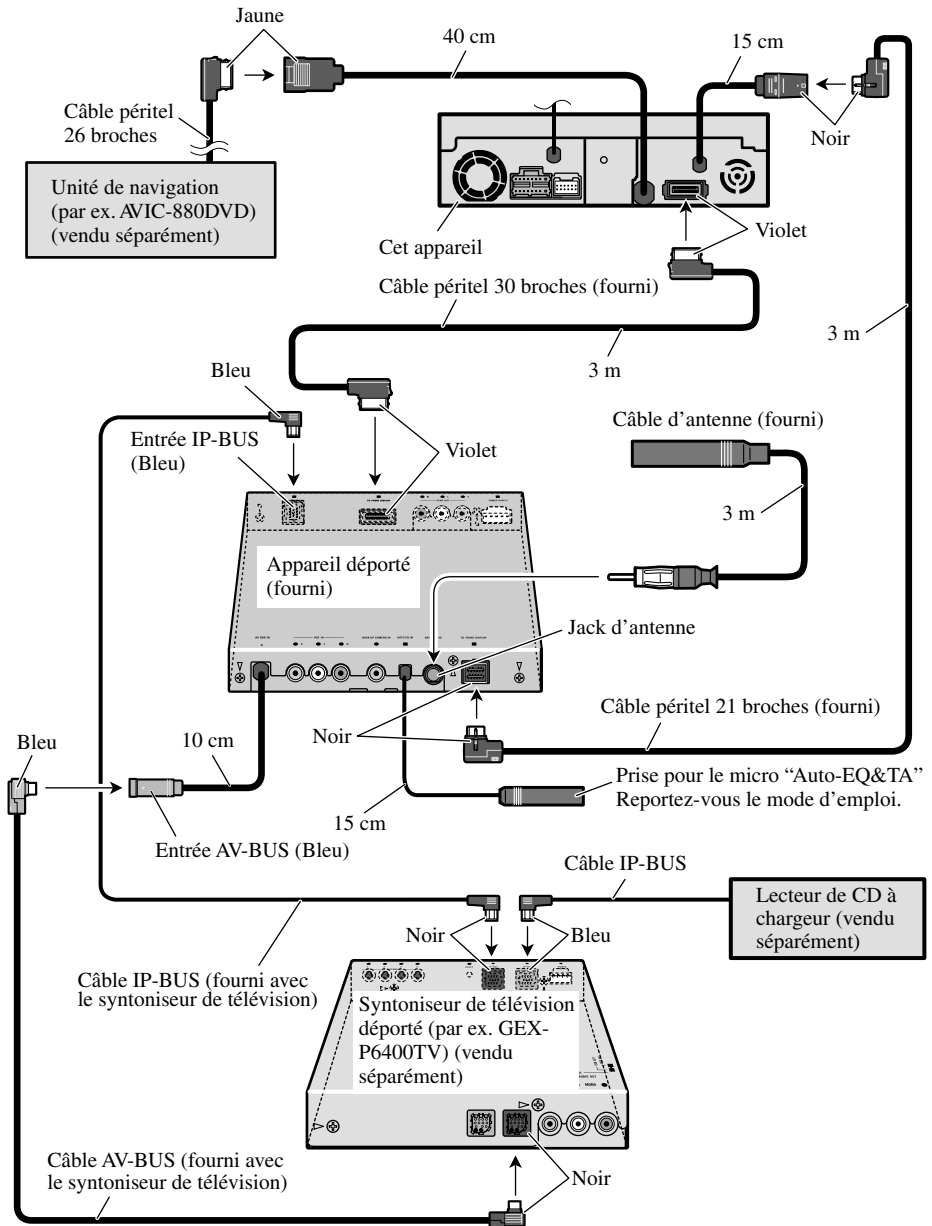 Jaune
40 cm
15 cm
Câble péritel
26 broches
Noir
Unité de navigation
(par ex. AVIC-880DVD)
(vendu séparément)
Cet appareil
Violet
Câble péritel 30 broches (fourni)
3 m
3 m
Bleu
Entrée IP-BUS
(Bleu)
Violet
Câble d’antenne (fourni)
3 m
Appareil déporté
(fourni)
Jack d’antenne
Câble péritel 21 broches (fourni)
Noir
Bleu
10 cm
Prise pour le micro “Auto-EQ&TA”
Reportez-vous le mode d’emploi.
15 cm
Entrée AV-BUS (Bleu)
Câble IP-BUS
Lecteur de CD à
chargeur (vendu
séparément)
Noir
Bleu
Câble IP-BUS (fourni avec
le syntoniseur de télévision)
Syntoniseur de télévision
déporté (par ex. GEX-
P6400TV) (vendu
séparément)
Câble AV-BUS (fourni avec
le syntoniseur de télévision)
Noir